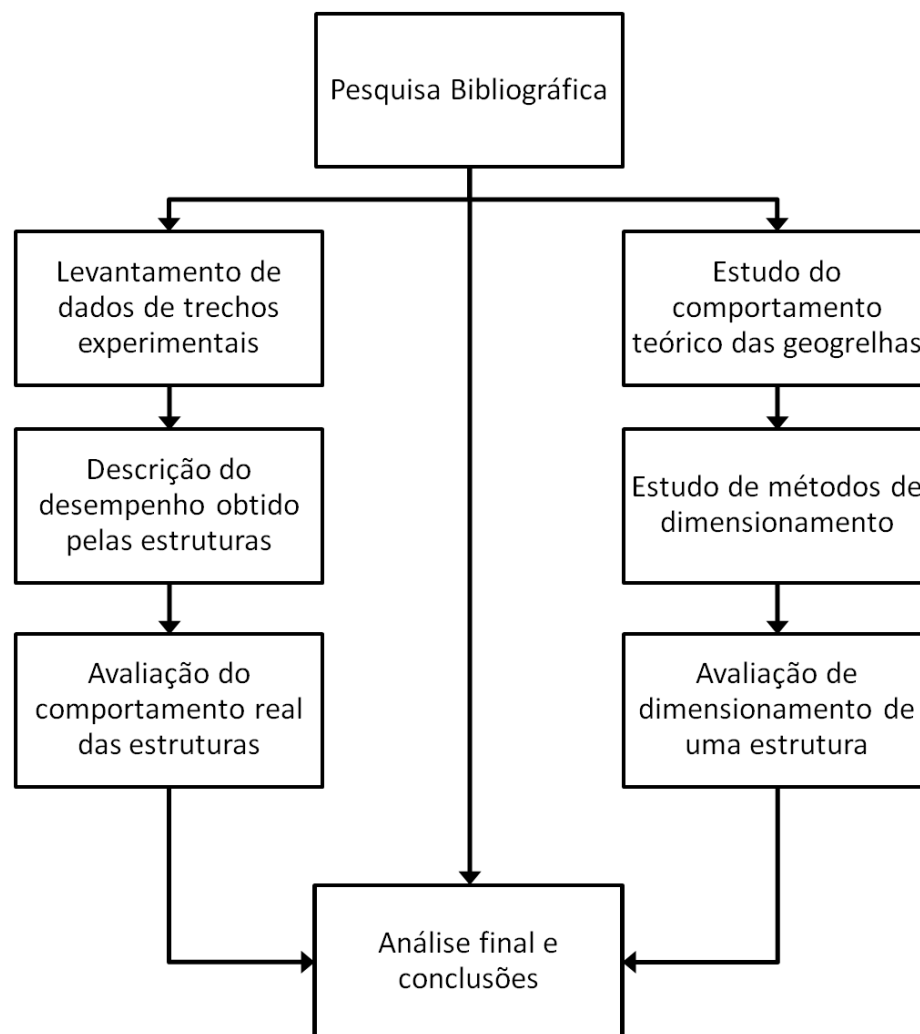 Pesquisa Bibliográfica
Levantamento de
dados de trechos
experimentais
Estudo do
comportamento
teórico das geogrelhas
Descrição do
desempenho obtido
pelas estruturas
Estudo de métodos de
dimensionamento
Avaliação do
comportamento real
das estruturas
Avaliação de
dimensionamento de
uma estrutura
Análise final e
conclusões